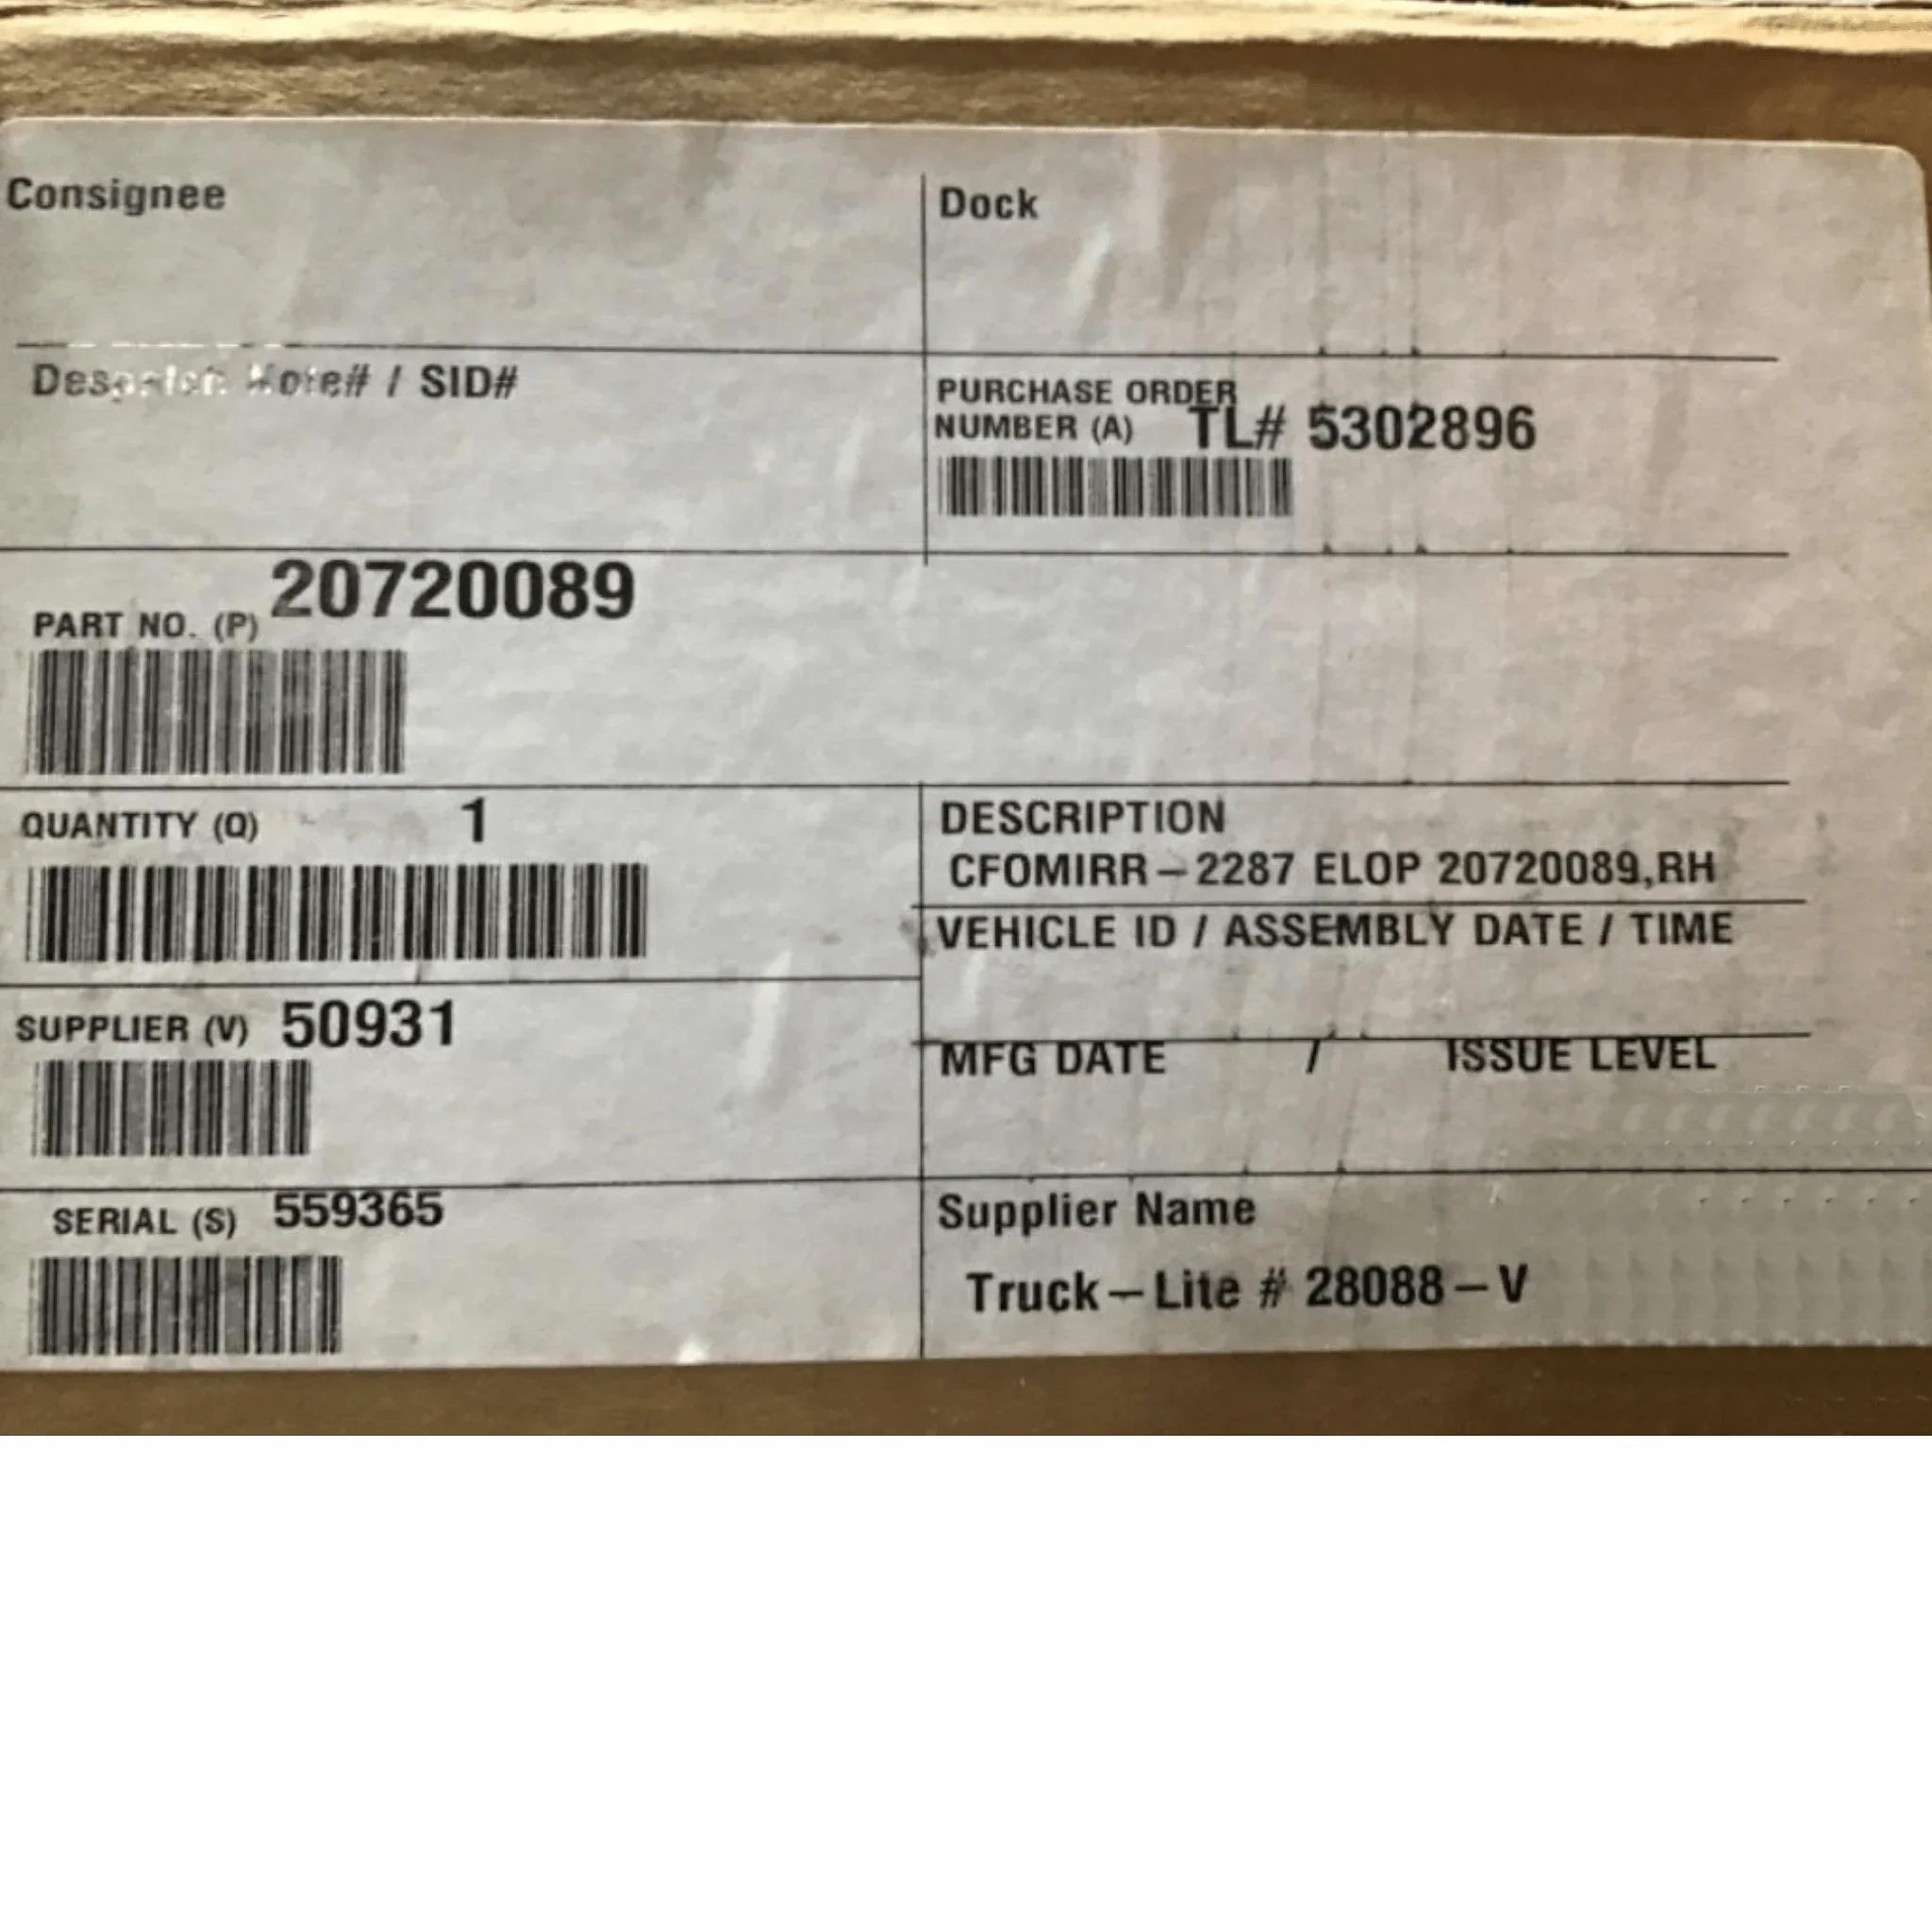 Consignee
Dock
Despatch Note# / SID#
PURCHASE ORDER
NUMBER (A) TL# 5302896
PART NO. (P) 20720089
QUANTITY (Q) 1
DESCRIPTION
CFOMIRR-2287 ELOP 20720089,RH
VEHICLE ID / ASSEMBLY DATE / TIME
SUPPLIER (V) 50931
MFG DATE / ISSUE LEVEL
SERIAL (S) 559365
Supplier Name
Truck-Lite # 28088-V